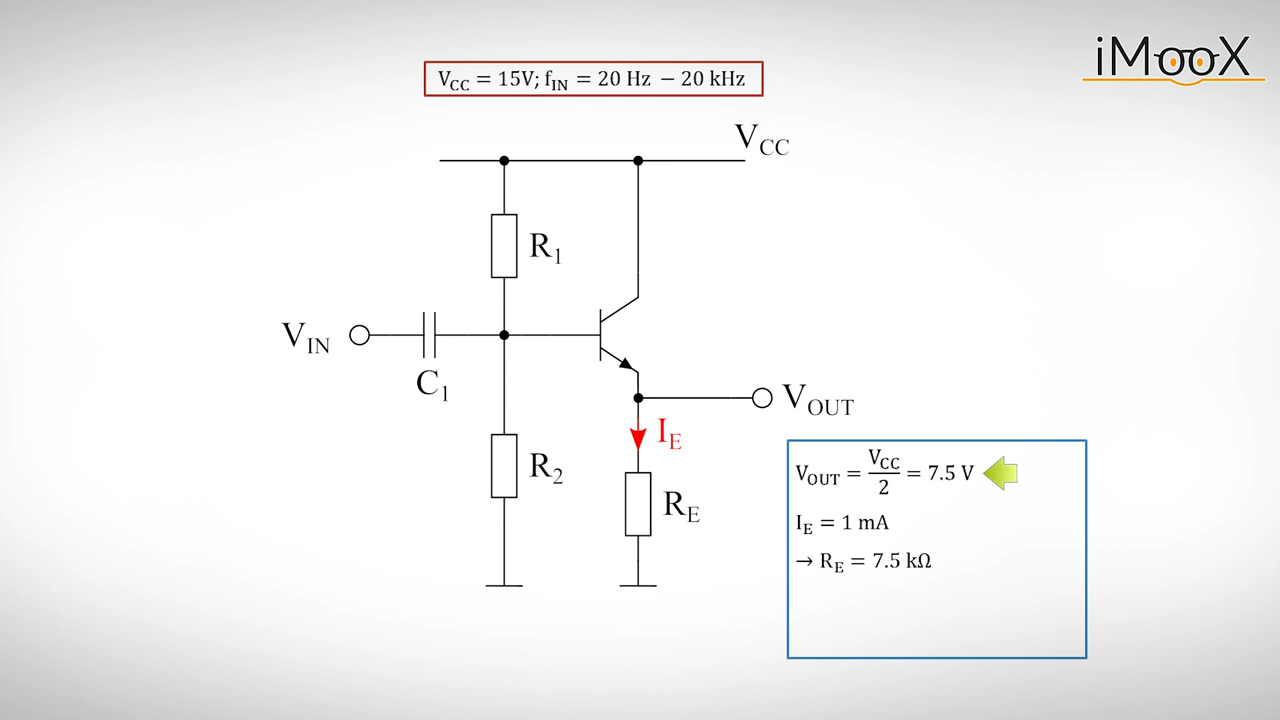 iMooX
V_CC = 15V; f_IN = 20 Hz − 20 kHz
V_CC
R_1
V_IN
C_1
V_OUT
I_E
R_2
R_E
V_OUT = V_CC/2 = 7.5 V
I_E = 1 mA
→ R_E = 7.5 kΩ